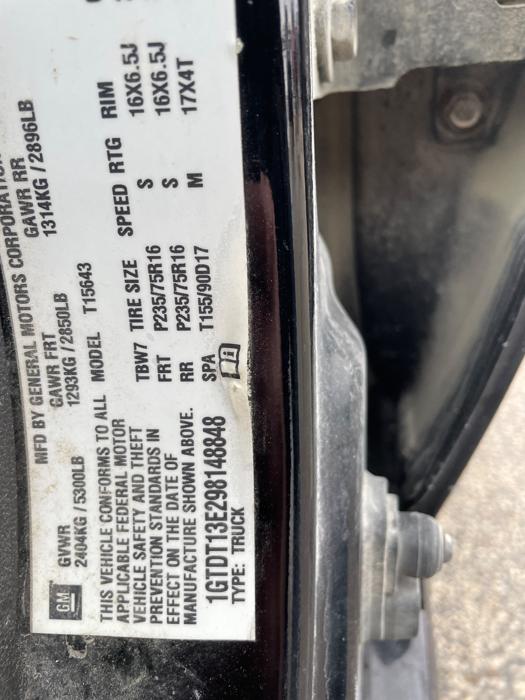 MFD BY GENERAL MOTORS CORPORATION
GVWR GAWR FRT GAWR RR
2404KG / 5300LB 1293KG / 2850LB 1314KG / 2896LB
GM
THIS VEHICLE CONFORMS TO ALL
APPLICABLE FEDERAL MOTOR
VEHICLE SAFETY AND THEFT
PREVENTION STANDARDS IN
EFFECT ON THE DATE OF
MANUFACTURE SHOWN ABOVE.
1GTDT13E298148848
TYPE: TRUCK
MODEL T15643
TBW7 TIRE SIZE SPEED RTG RIM
FRT P235/75R16 S 16X6.5J
RR P235/75R16 S 16X6.5J
SPA T155/90D17 M 17X4T